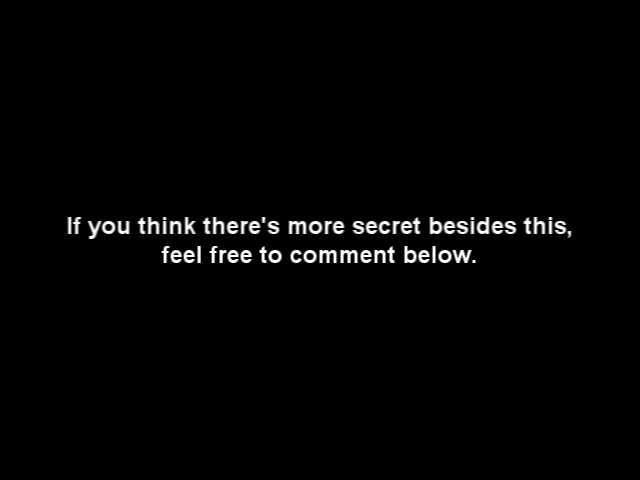 If you think there's more secret besides this,
feel free to comment below.